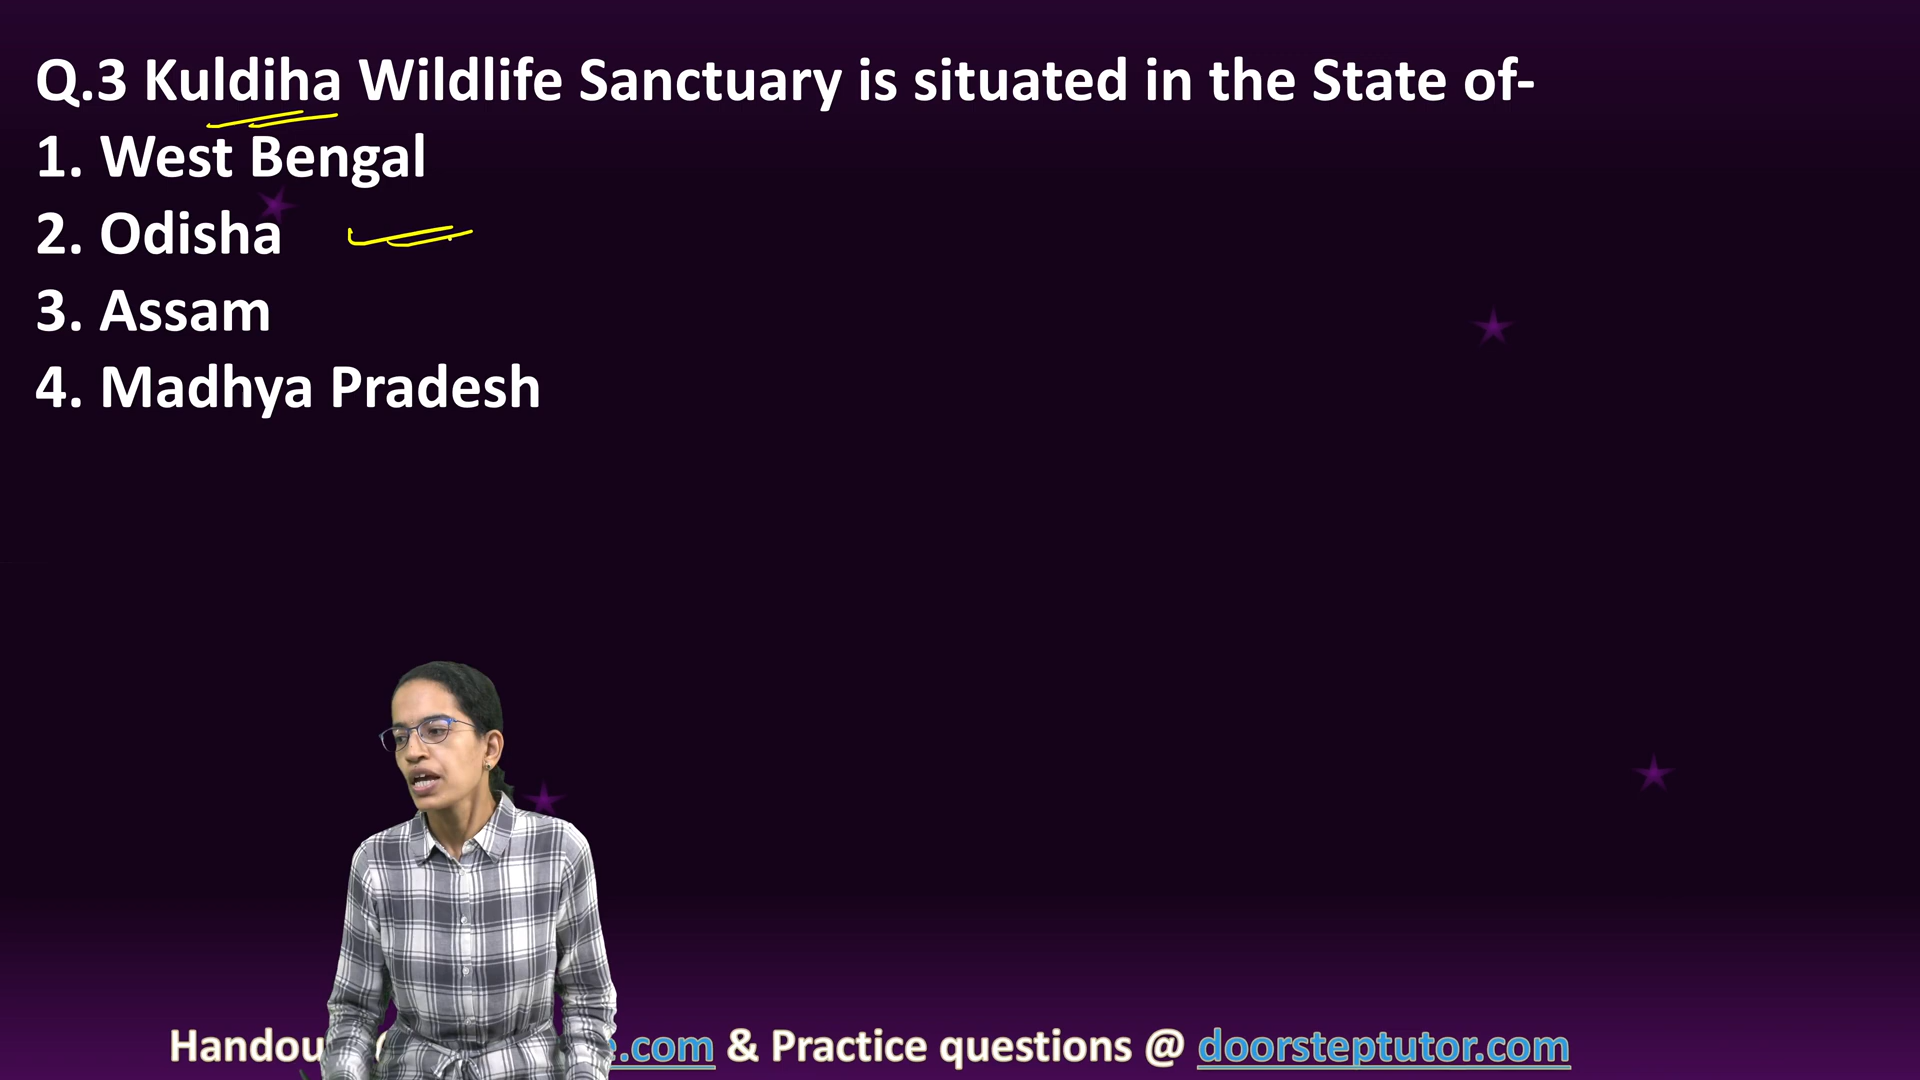 Q.3 Kuldiha Wildlife Sanctuary is situated in the State of-
1. West Bengal
2. Odisha
3. Assam
4. Madhya Pradesh
.com & Practice questions @ doorsteptutor.com